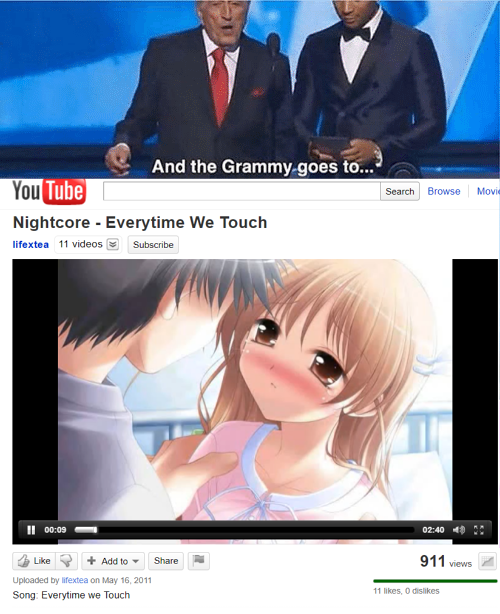 And the Grammy goes to...
YouTube Search Browse Movi
Nightcore - Everytime We Touch
lifextea 11 videos Subscribe
00:09 02:40
Like Add to Share 911 views
Uploaded by lifextea on May 16, 2011
11 likes, 0 dislikes
Song: Everytime we Touch